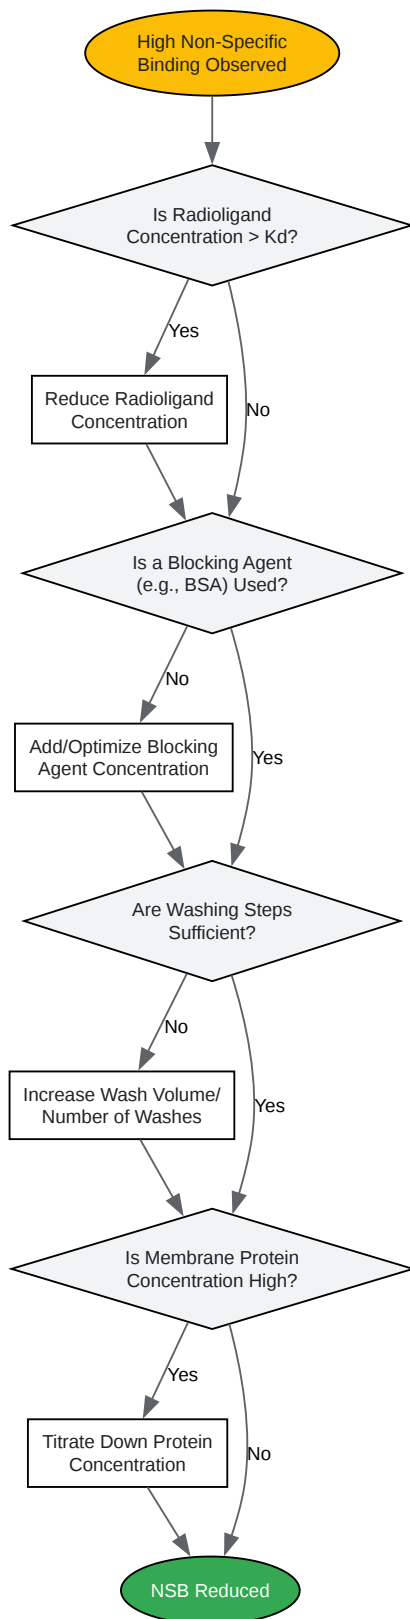 High Non-Specific
Binding Observed
Is Radioligand
Concentration > Kd?
Yes
Reduce Radioligand
Concentration
No
Is a Blocking Agent
(e.g., BSA) Used?
No
Add/Optimize Blocking
Agent Concentration
Yes
Are Washing Steps
Sufficient?
No
Increase Wash Volume/
Number of Washes
Yes
Is Membrane Protein
Concentration High?
Yes
Titrate Down Protein
Concentration
No
NSB Reduced